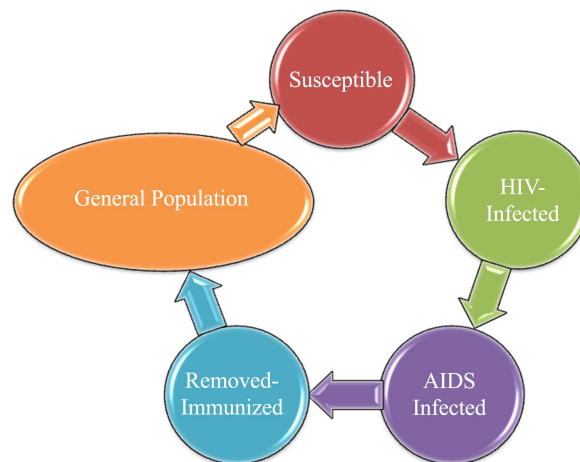 Susceptible
HIV-
Infected
AIDS
Infected
Removed-
Immunized
General Population